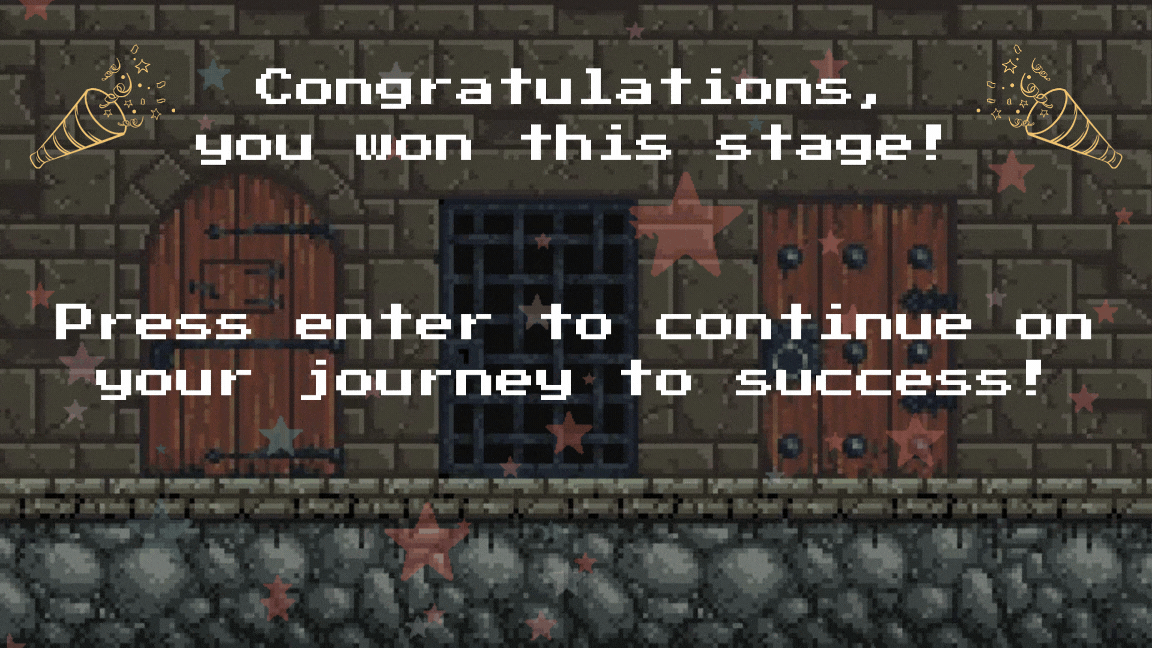 Congratulations,
you won this stage!
Press enter to continue on
your journey to success!